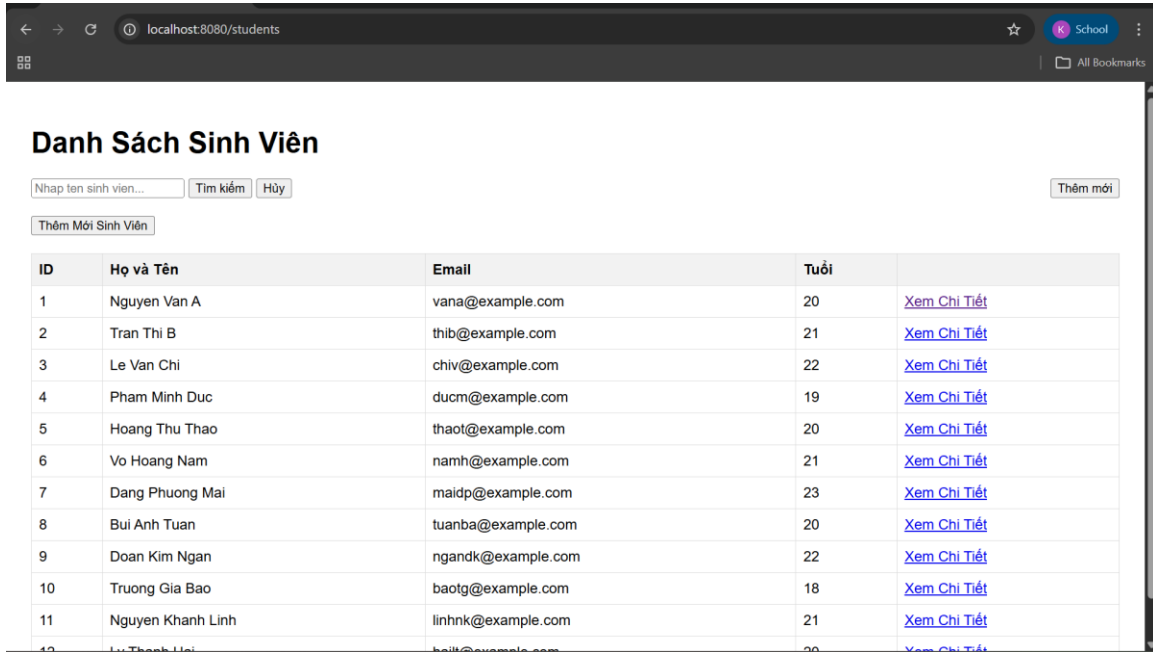 localhost:8080/students
K School
All Bookmarks
Danh Sách Sinh Viên
Nhap ten sinh vien... Tìm kiếm Hủy Thêm mới
Thêm Mới Sinh Viên
ID Họ và Tên Email Tuổi
1 Nguyen Van A vana@example.com 20 Xem Chi Tiết
2 Tran Thi B thib@example.com 21 Xem Chi Tiết
3 Le Van Chi chiv@example.com 22 Xem Chi Tiết
4 Pham Minh Duc ducm@example.com 19 Xem Chi Tiết
5 Hoang Thu Thao thaot@example.com 20 Xem Chi Tiết
6 Vo Hoang Nam namh@example.com 21 Xem Chi Tiết
7 Dang Phuong Mai maidp@example.com 23 Xem Chi Tiết
8 Bui Anh Tuan tuanba@example.com 20 Xem Chi Tiết
9 Doan Kim Ngan ngandk@example.com 22 Xem Chi Tiết
10 Truong Gia Bao baotg@example.com 18 Xem Chi Tiết
11 Nguyen Khanh Linh linhnk@example.com 21 Xem Chi Tiết